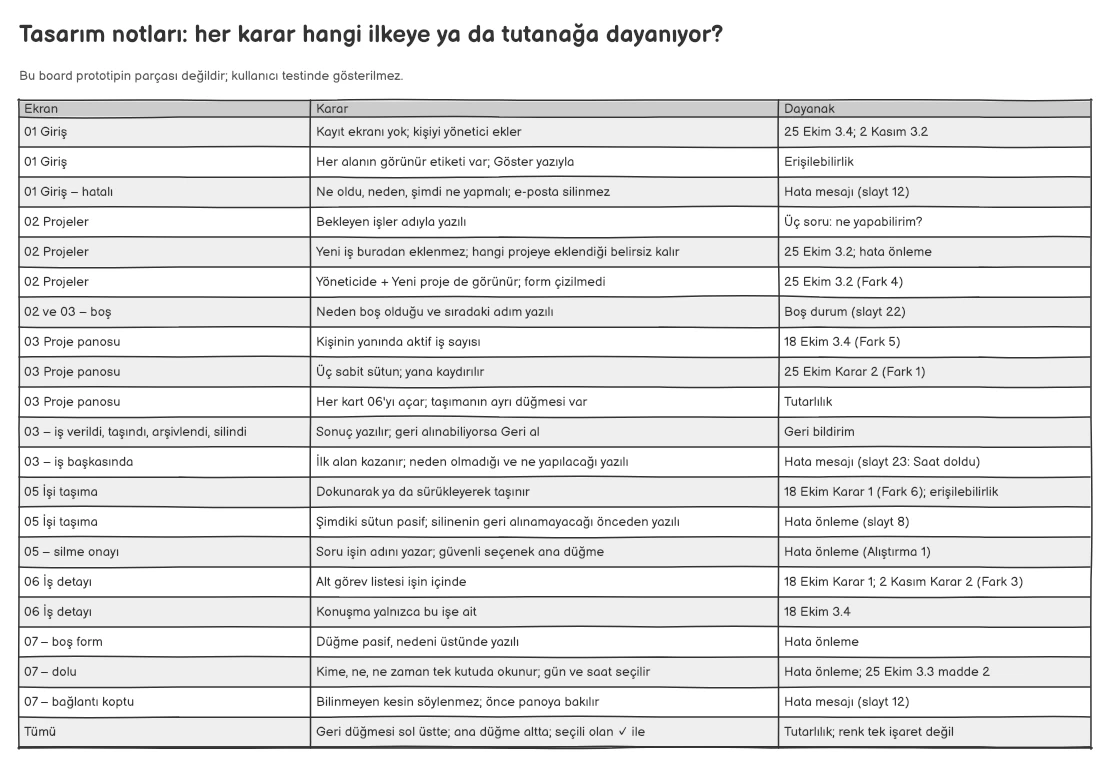 Tasarım notları: her karar hangi ilkeye ya da tutanağa dayanıyor?
Bu board prototipin parçası değildir; kullanıcı testinde gösterilmez.
Ekran Karar Dayanak
01 Giriş Kayıt ekranı yok; kişiyi yönetici ekler 25 Ekim 3.4; 2 Kasım 3.2
01 Giriş Her alanın görünür etiketi var; Göster yazıyla Erişilebilirlik
01 Giriş – hatalı Ne oldu, neden, şimdi ne yapmalı; e-posta silinmez Hata mesajı (slayt 12)
02 Projeler Bekleyen işler adıyla yazılı Üç soru: ne yapabilirim?
02 Projeler Yeni iş buradan eklenmez; hangi projeye eklendiği belirsiz kalır 25 Ekim 3.2; hata önleme
02 Projeler Yöneticide + Yeni proje de görünür; form çizilmedi 25 Ekim 3.2 (Fark 4)
02 ve 03 – boş Neden boş olduğu ve sıradaki adım yazılı Boş durum (slayt 22)
03 Proje panosu Kişinin yanında aktif iş sayısı 18 Ekim 3.4 (Fark 5)
03 Proje panosu Üç sabit sütun; yana kaydırılır 25 Ekim Karar 2 (Fark 1)
03 Proje panosu Her kart 06'yı açar; taşımanın ayrı düğmesi var Tutarlılık
03 – iş verildi, taşındı, arşivlendi, silindi Sonuç yazılır; geri alınabiliyorsa Geri al Geri bildirim
03 – iş başkasında İlk alan kazanır; neden olmadığı ve ne yapılacağı yazılı Hata mesajı (slayt 23: Saat doldu)
05 İşi taşıma Dokunarak ya da sürükleyerek taşınır 18 Ekim Karar 1 (Fark 6); erişilebilirlik
05 İşi taşıma Şimdiki sütun pasif; silinenin geri alınamayacağı önceden yazılı Hata önleme (slayt 8)
05 – silme onayı Soru işin adını yazar; güvenli seçenek ana düğme Hata önleme (Alıştırma 1)
06 İş detayı Alt görev listesi işin içinde 18 Ekim Karar 1; 2 Kasım Karar 2 (Fark 3)
06 İş detayı Konuşma yalnızca bu işe ait 18 Ekim 3.4
07 – boş form Düğme pasif, nedeni üstünde yazılı Hata önleme
07 – dolu Kime, ne, ne zaman tek kutuda okunur; gün ve saat seçilir Hata önleme; 25 Ekim 3.3 madde 2
07 – bağlantı koptu Bilinmeyen kesin söylenmez; önce panoya bakılır Hata mesajı (slayt 12)
Tümü Geri düğmesi sol üstte; ana düğme altta; seçili olan ✓ ile Tutarlılık; renk tek işaret değil